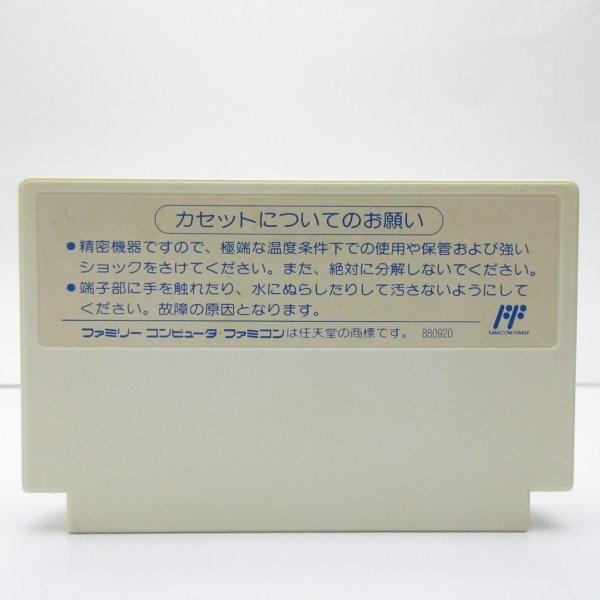 C
カセットについてのお願い
●精密機器ですので、極端な温度条件下での使用や保管および強い
ショックをさけてください。また、絶対に分解しないでください。
●端子部に手を触れたり、水にぬらしたりして汚さないようにして
ください。故障の原因となります。
ファミリー コンピュータ・ファミコンは任天堂の商標です。 880920
FAMICOM FAMILY